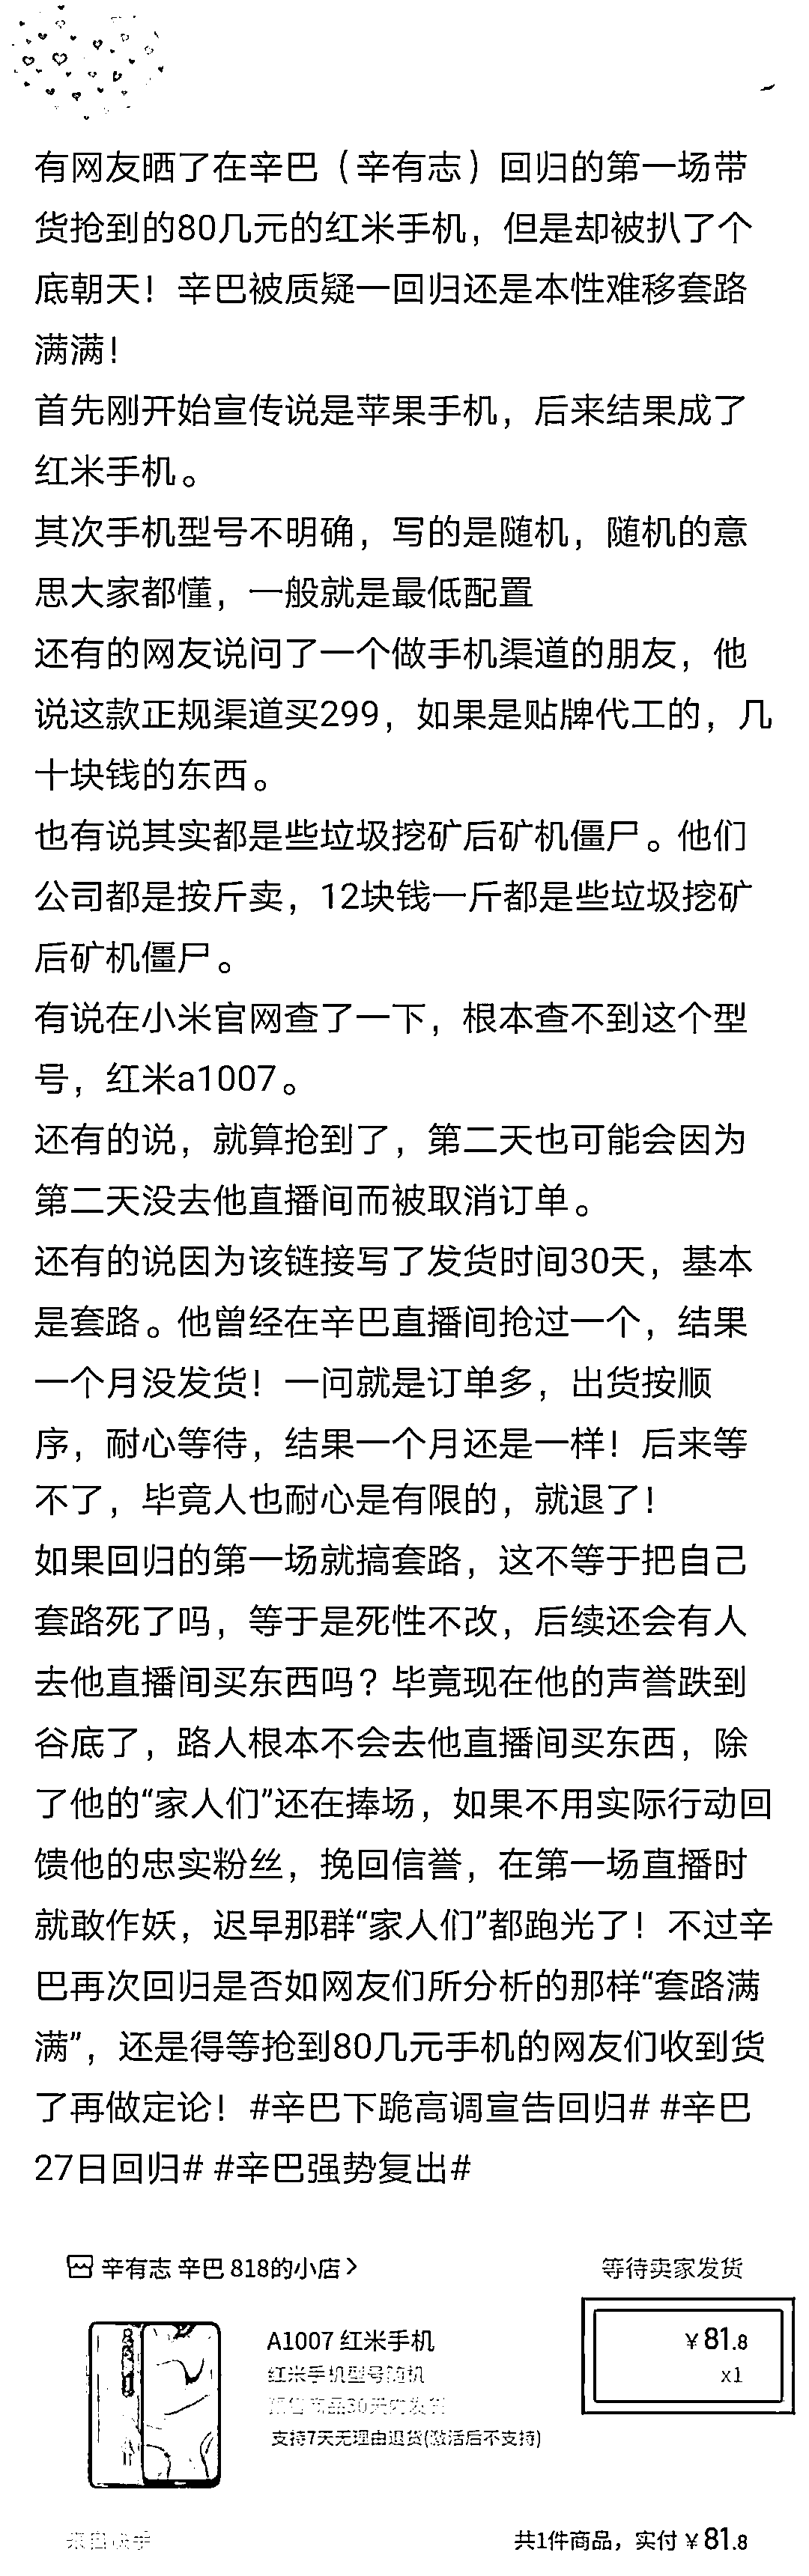 有网友晒了在辛巴（辛有志）回归的第一场带
货抢到的80几元的红米手机，但是却被扒了个
底朝天！辛巴被质疑一回归还是本性难移套路
满满！
首先刚开始宣传说是苹果手机，后来结果成了
红米手机。
其次手机型号不明确，写的是随机，随机的意
思大家都懂，一般就是最低配置
还有的网友说问了一个做手机渠道的朋友，他
说这款正规渠道买299，如果是贴牌代工的，几
十块钱的东西。
也有说其实都是些垃圾挖矿后矿机僵尸。他们
公司都是按斤卖，12块钱一斤都是些垃圾挖矿
后矿机僵尸。
有说在小米官网查了一下，根本查不到这个型
号，红米a1007。
还有的说，就算抢到了，第二天也可能会因为
第二天没去他直播间而被取消订单。
还有的说因为该链接写了发货时间30天，基本
是套路。他曾经在辛巴直播间抢过一个，结果
一个月没发货！一问就是订单多，出货按顺
序，耐心等待，结果一个月还是一样！后来等
不了，毕竟人也耐心是有限的，就退了！
如果回归的第一场就搞套路，这不等于把自己
套路死了吗，等于是死性不改，后续还会有人
去他直播间买东西吗？毕竟现在他的声誉跌到
谷底了，路人根本不会去他直播间买东西，除
了他的“家人们”还在捧场，如果不用实际行动回
馈他的忠实粉丝，挽回信誉，在第一场直播时
就敢作妖，迟早那群“家人们”都跑光了！不过辛
巴再次回归是否如网友们所分析的那样“套路满
满”，还是得等抢到80几元手机的网友们收到货
了再做定论！#辛巴下跪高调宣告回归# #辛巴
27日回归# #辛巴强势复出#
辛有志 辛巴 818的小店 等待卖家发货
A1007 红米手机 ￥81.8
红米手机型号随机 x1
预售商品30天内发货
支持7天无理由退货(激活后不支持)
来自快手 共1件商品，实付 ￥81.8